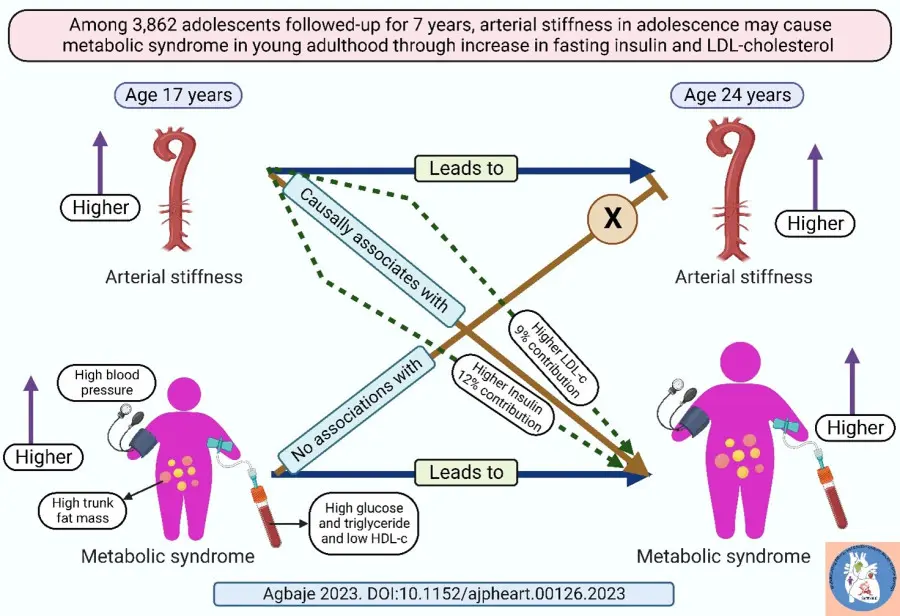 Among 3,862 adolescents followed-up for 7 years, arterial stiffness in adolescence may cause
metabolic syndrome in young adulthood through increase in fasting insulin and LDL-cholesterol
Age 17 years
Age 24 years
Higher
Arterial stiffness
Leads to
X
Higher
Arterial stiffness
Causally associates with
Higher LDL-c
9% contribution
Higher Insulin
12% contribution
No associations with
High blood
pressure
Higher
High trunk
fat mass
Metabolic syndrome
High glucose
and triglyceride
and low HDL-c
Leads to
Higher
Metabolic syndrome
Agbaje 2023. DOI:10.1152/ajpheart.00126.2023